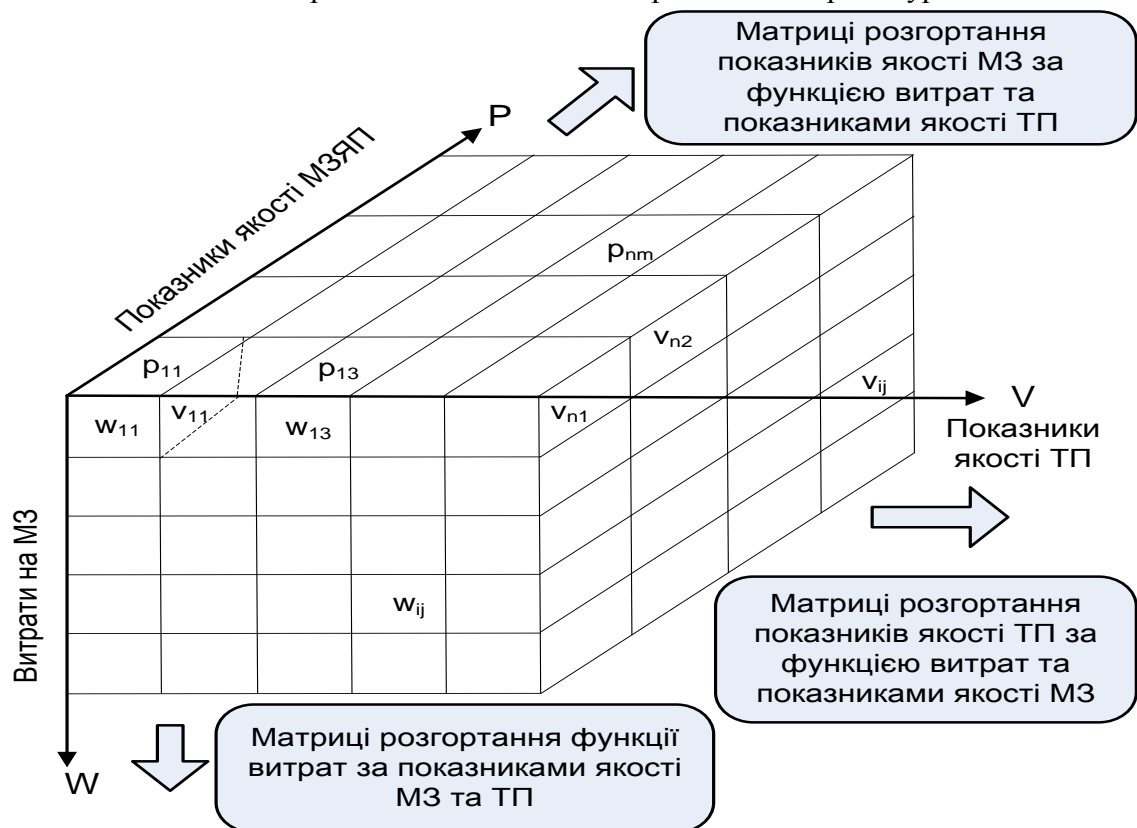 Матриці розгортання
показників якості МЗ за
функцією витрат та
показниками якості ТП
P
Показники якості МЗЯП
p11
p13
pnm
vn2
vij
w11
v11
w13
vn1
V
Показники
якості ТП
Витрати на МЗ
wij
Матриці розгортання
показників якості ТП за
функцією витрат та
показниками якості МЗ
Матриці розгортання функції
витрат за показниками якості
МЗ та ТП
W